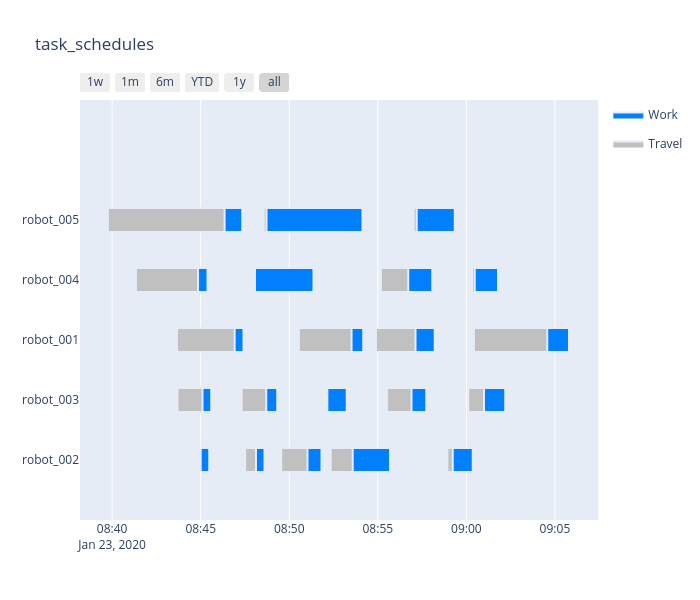 task_schedules
1w 1m 6m YTD 1y all
Work
Travel
robot_005
robot_004
robot_001
robot_003
robot_002
08:40 08:45 08:50 08:55 09:00 09:05
Jan 23, 2020